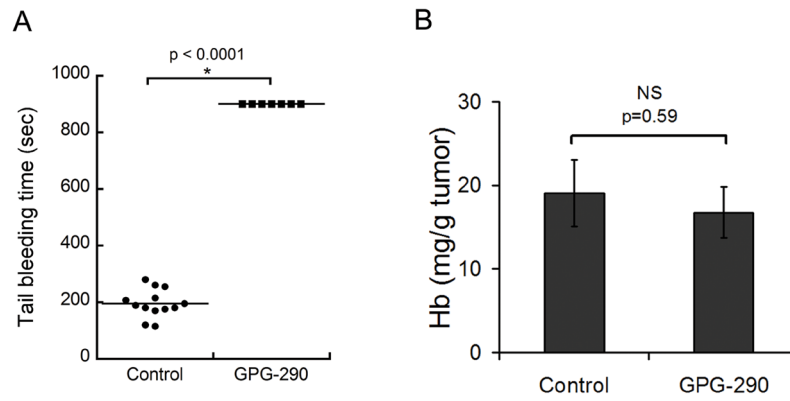 A
p < 0.0001
*
1000
800
600
400
200
0
Tail bleeding time (sec)
Control
GPG-290
B
NS
p=0.59
30
20
10
0
Hb (mg/g tumor)
Control
GPG-290